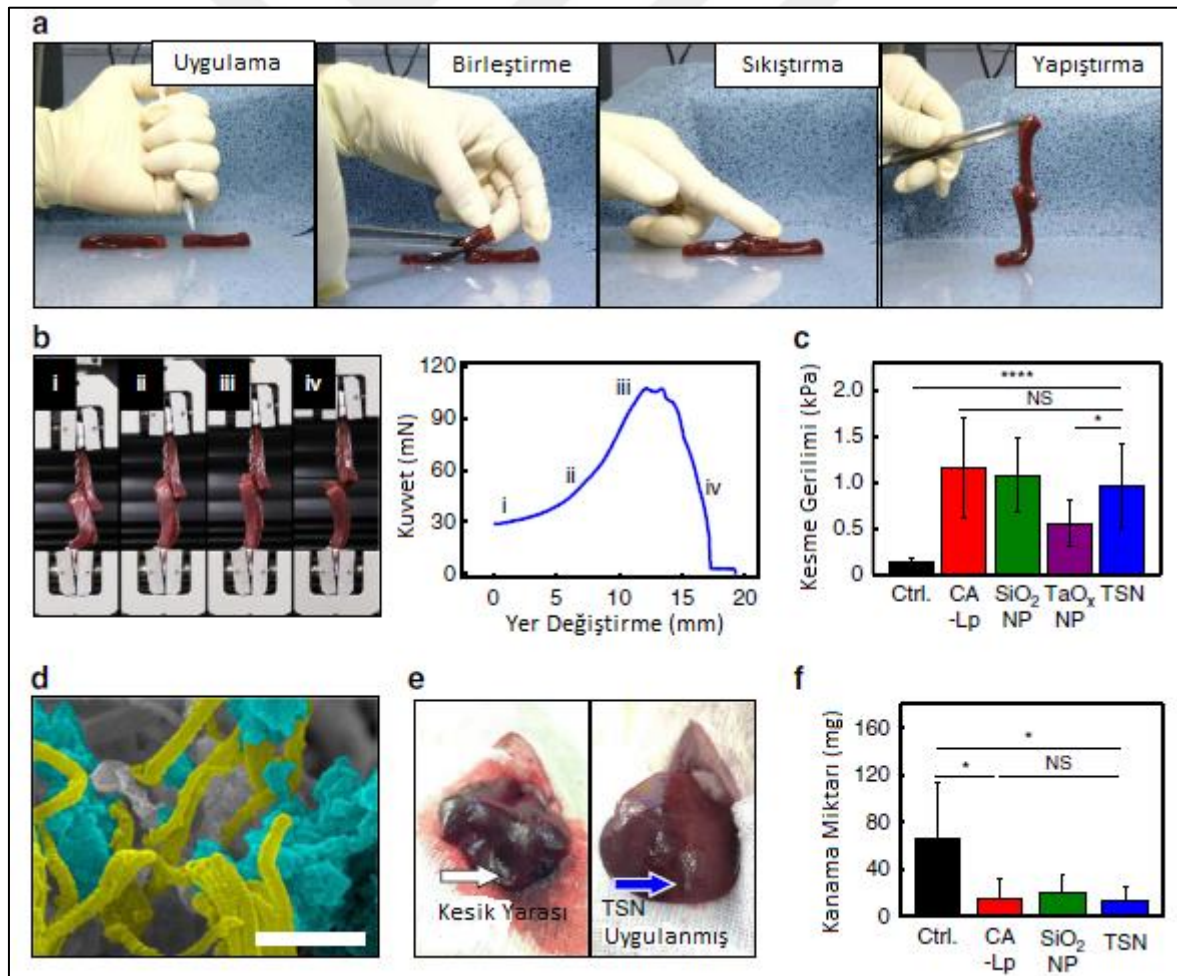 a
Uygulama
Birleştirme
Sıkıştırma
Yapıştırma
b
i
ii
iii
iv
Kuvvet (mN)
120
90
60
30
0
i
ii
iii
iv
0
5
10
15
20
Yer Değiştirme (mm)
c
Kesme Gerilimi (kPa)
2.0
1.5
1.0
0.5
0
****
NS
*
Ctrl.
CA
-Lp
SiO₂
NP
TaOₓ
NP
TSN
d
e
Kesik Yarası
TSN
Uygulanmış
f
Kanama Miktarı (mg)
160
120
80
40
0
*
*
NS
Ctrl.
CA
-Lp
SiO₂
NP
TSN